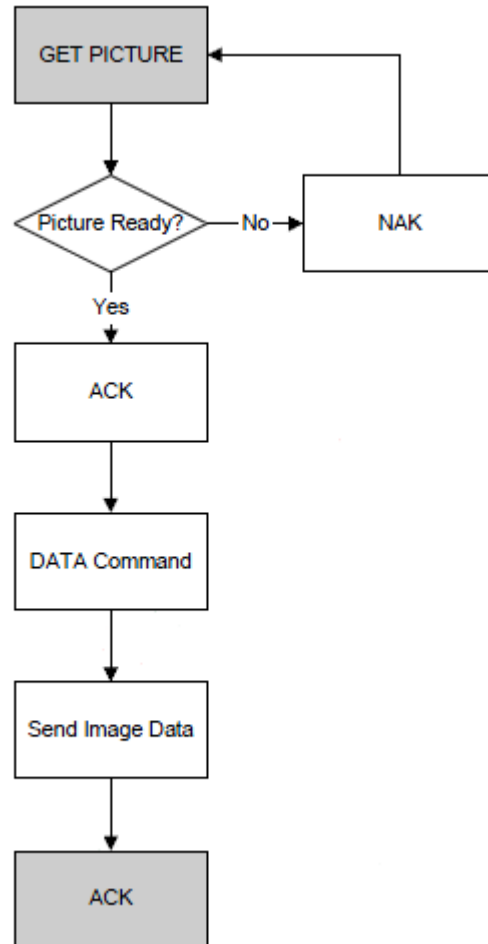 GET PICTURE
Picture Ready?
No
NAK
Yes
ACK
DATA Command
Send Image Data
ACK